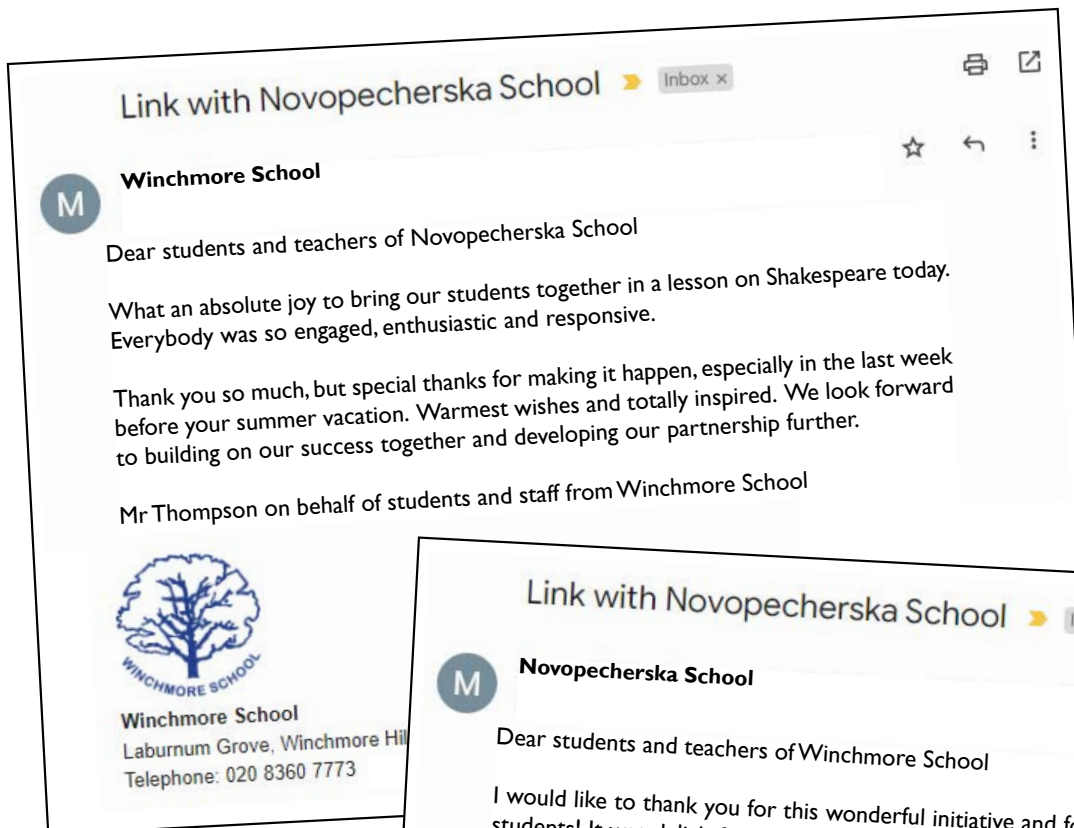 Link with Novopecherska School
Inbox ×
M
Winchmore School
Dear students and teachers of Novopecherska School
What an absolute joy to bring our students together in a lesson on Shakespeare today.
Everybody was so engaged, enthusiastic and responsive.
Thank you so much, but special thanks for making it happen, especially in the last week
before your summer vacation. Warmest wishes and totally inspired. We look forward
to building on our success together and developing our partnership further.
Mr Thompson on behalf of students and staff from Winchmore School
WINCHMORE SCHOOL
Winchmore School
Laburnum Grove, Winchmore Hil
Telephone: 020 8360 7773
Link with Novopecherska School
M
Novopecherska School
Dear students and teachers of Winchmore School
I would like to thank you for this wonderful initiative and
students! It